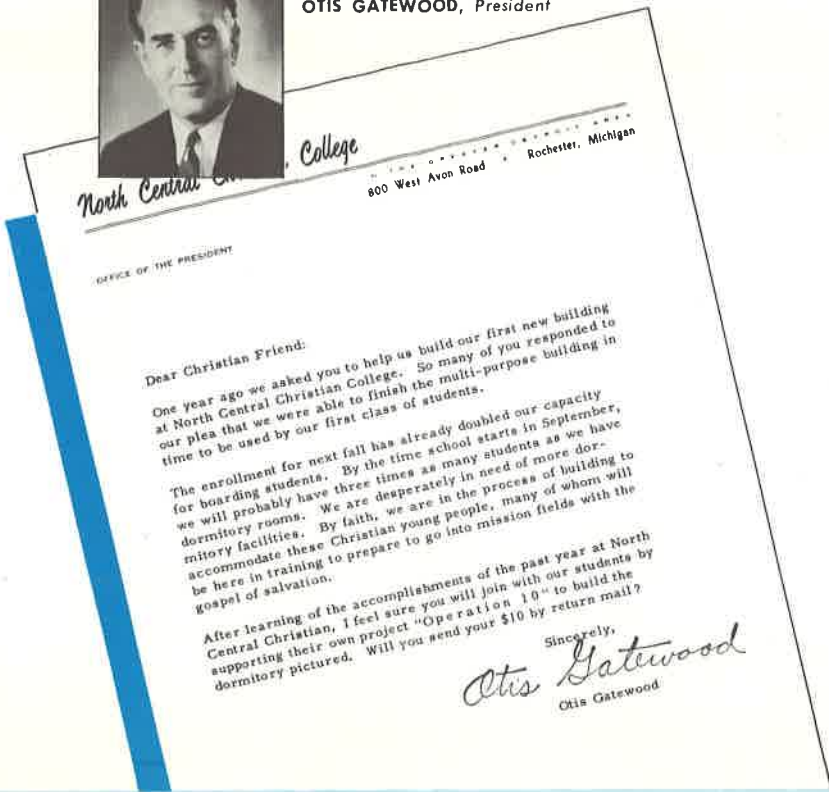 OTIS GATEWOOD, President
North Central College
800 West Avon Road . Rochester, Michigan
OFFICE OF THE PRESIDENT
Dear Christian Friend:
One year ago we asked you to help us build our first new building
at North Central Christian College. So many of you responded to
our plea that we were able to finish the multi-purpose building in
time to be used by our first class of students.
The enrollment for next fall has already doubled our capacity
for boarding students. By the time school starts in September,
we will probably have three times as many students as we have
dormitory rooms. We are desperately in need of more dor-
mitory facilities. By faith, we are in the process of building to
accommodate these Christian young people, many of whom will
be here in training to prepare to go into mission fields with the
gospel of salvation.
After learning of the accomplishments of the past year at North
Central Christian, I feel sure you will join with our students by
supporting their own project "Operation 10" to build the
dormitory pictured. Will you send your $10 by return mail?
Sincerely,
Otis Gatewood
Otis Gatewood